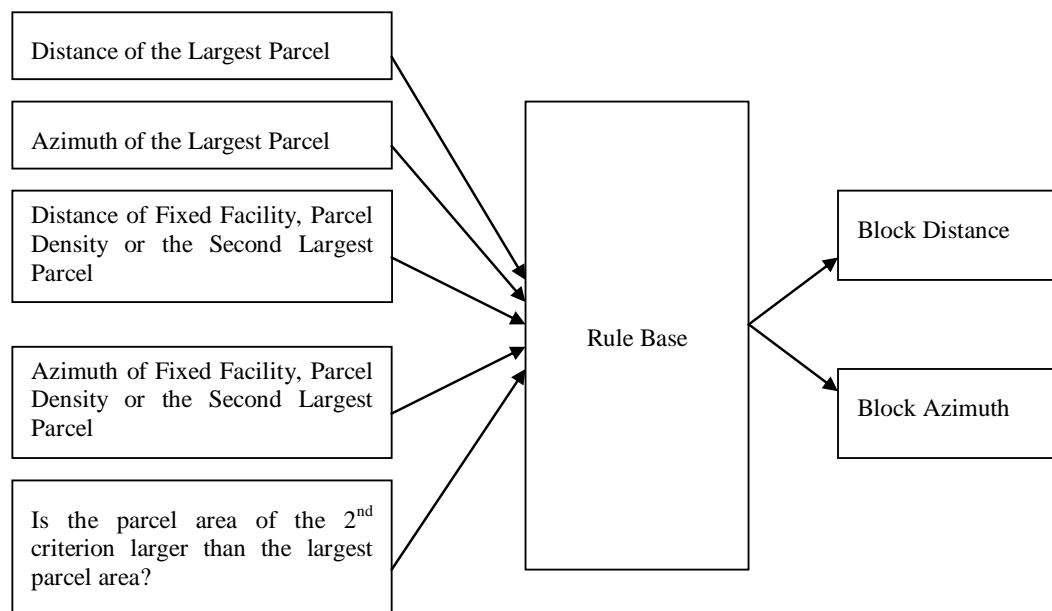 Distance of the Largest Parcel
Azimuth of the Largest Parcel
Distance of Fixed Facility, Parcel
Density or the Second Largest
Parcel
Azimuth of Fixed Facility, Parcel
Density or the Second Largest
Parcel
Is the parcel area of the 2nd
criterion larger than the largest
parcel area?
Rule Base
Block Distance
Block Azimuth